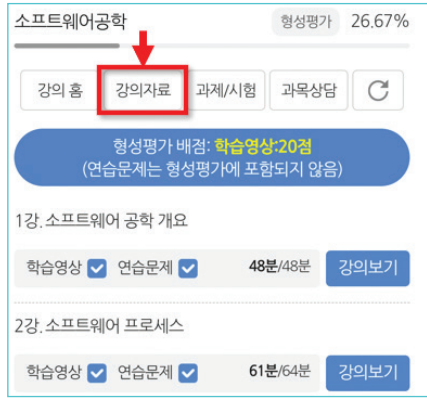 소프트웨어공학 형성평가 26.67%
강의 홈 강의자료 과제/시험 과목상담
형성평가 배점: 학습영상:20점
(연습문제는 형성평가에 포함되지 않음)
1강. 소프트웨어 공학 개요
학습영상 연습문제 48분/48분 강의보기
2강. 소프트웨어 프로세스
학습영상 연습문제 61분/64분 강의보기